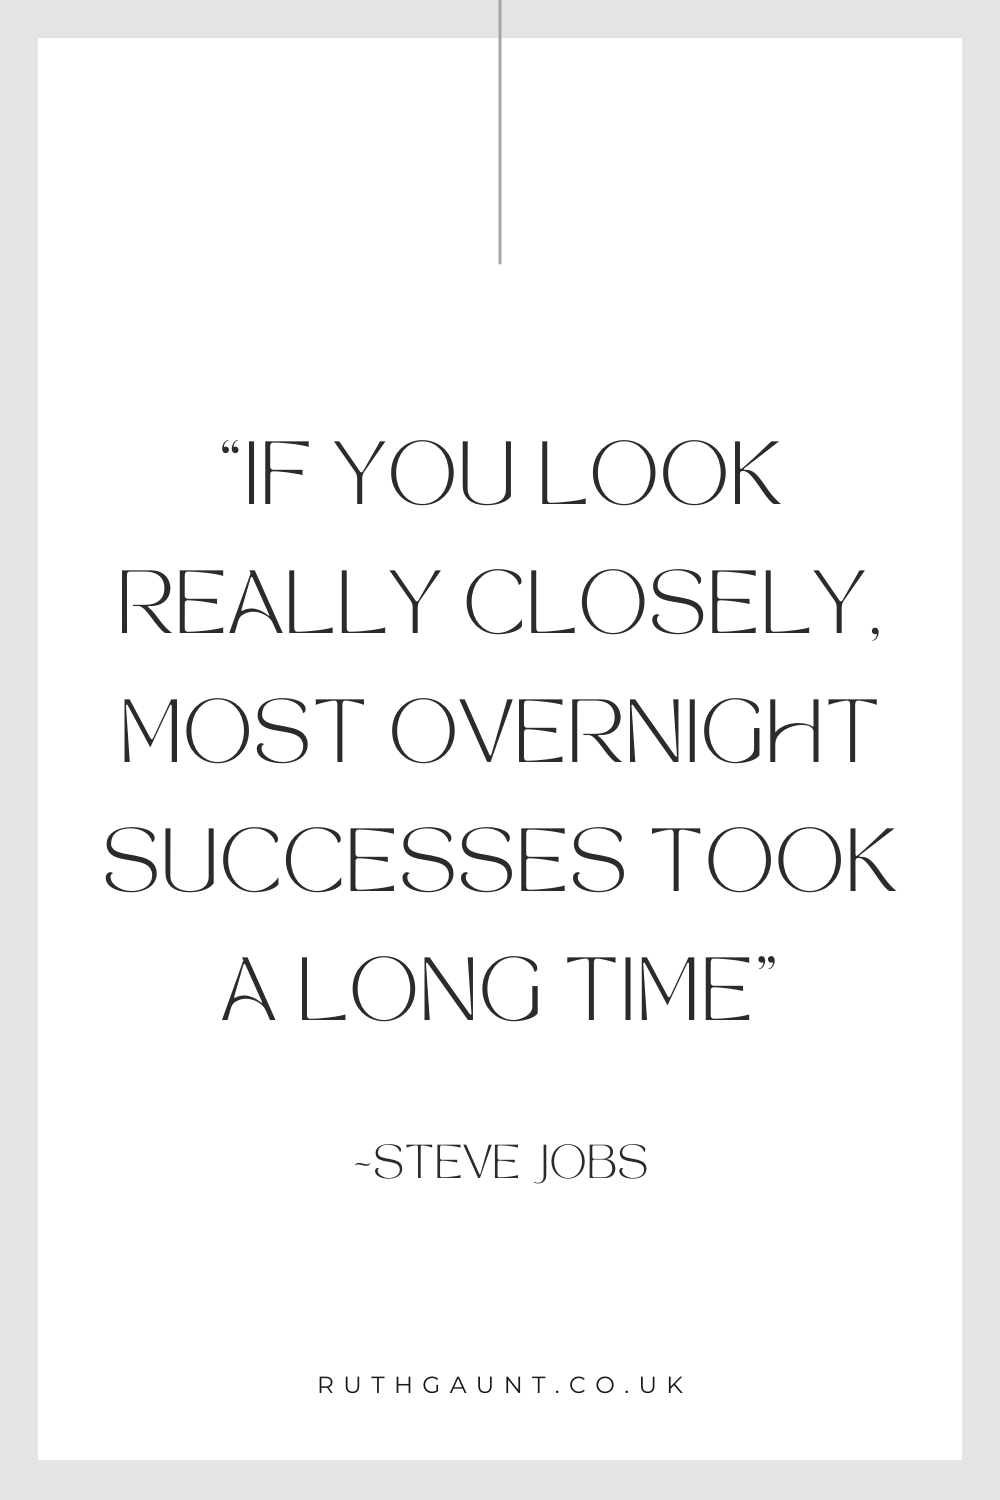 “IF YOU LOOK
REALLY CLOSELY,
MOST OVERNIGHT
SUCCESSES TOOK
A LONG TIME”
~STEVE JOBS
RUTHGAUNT.CO.UK